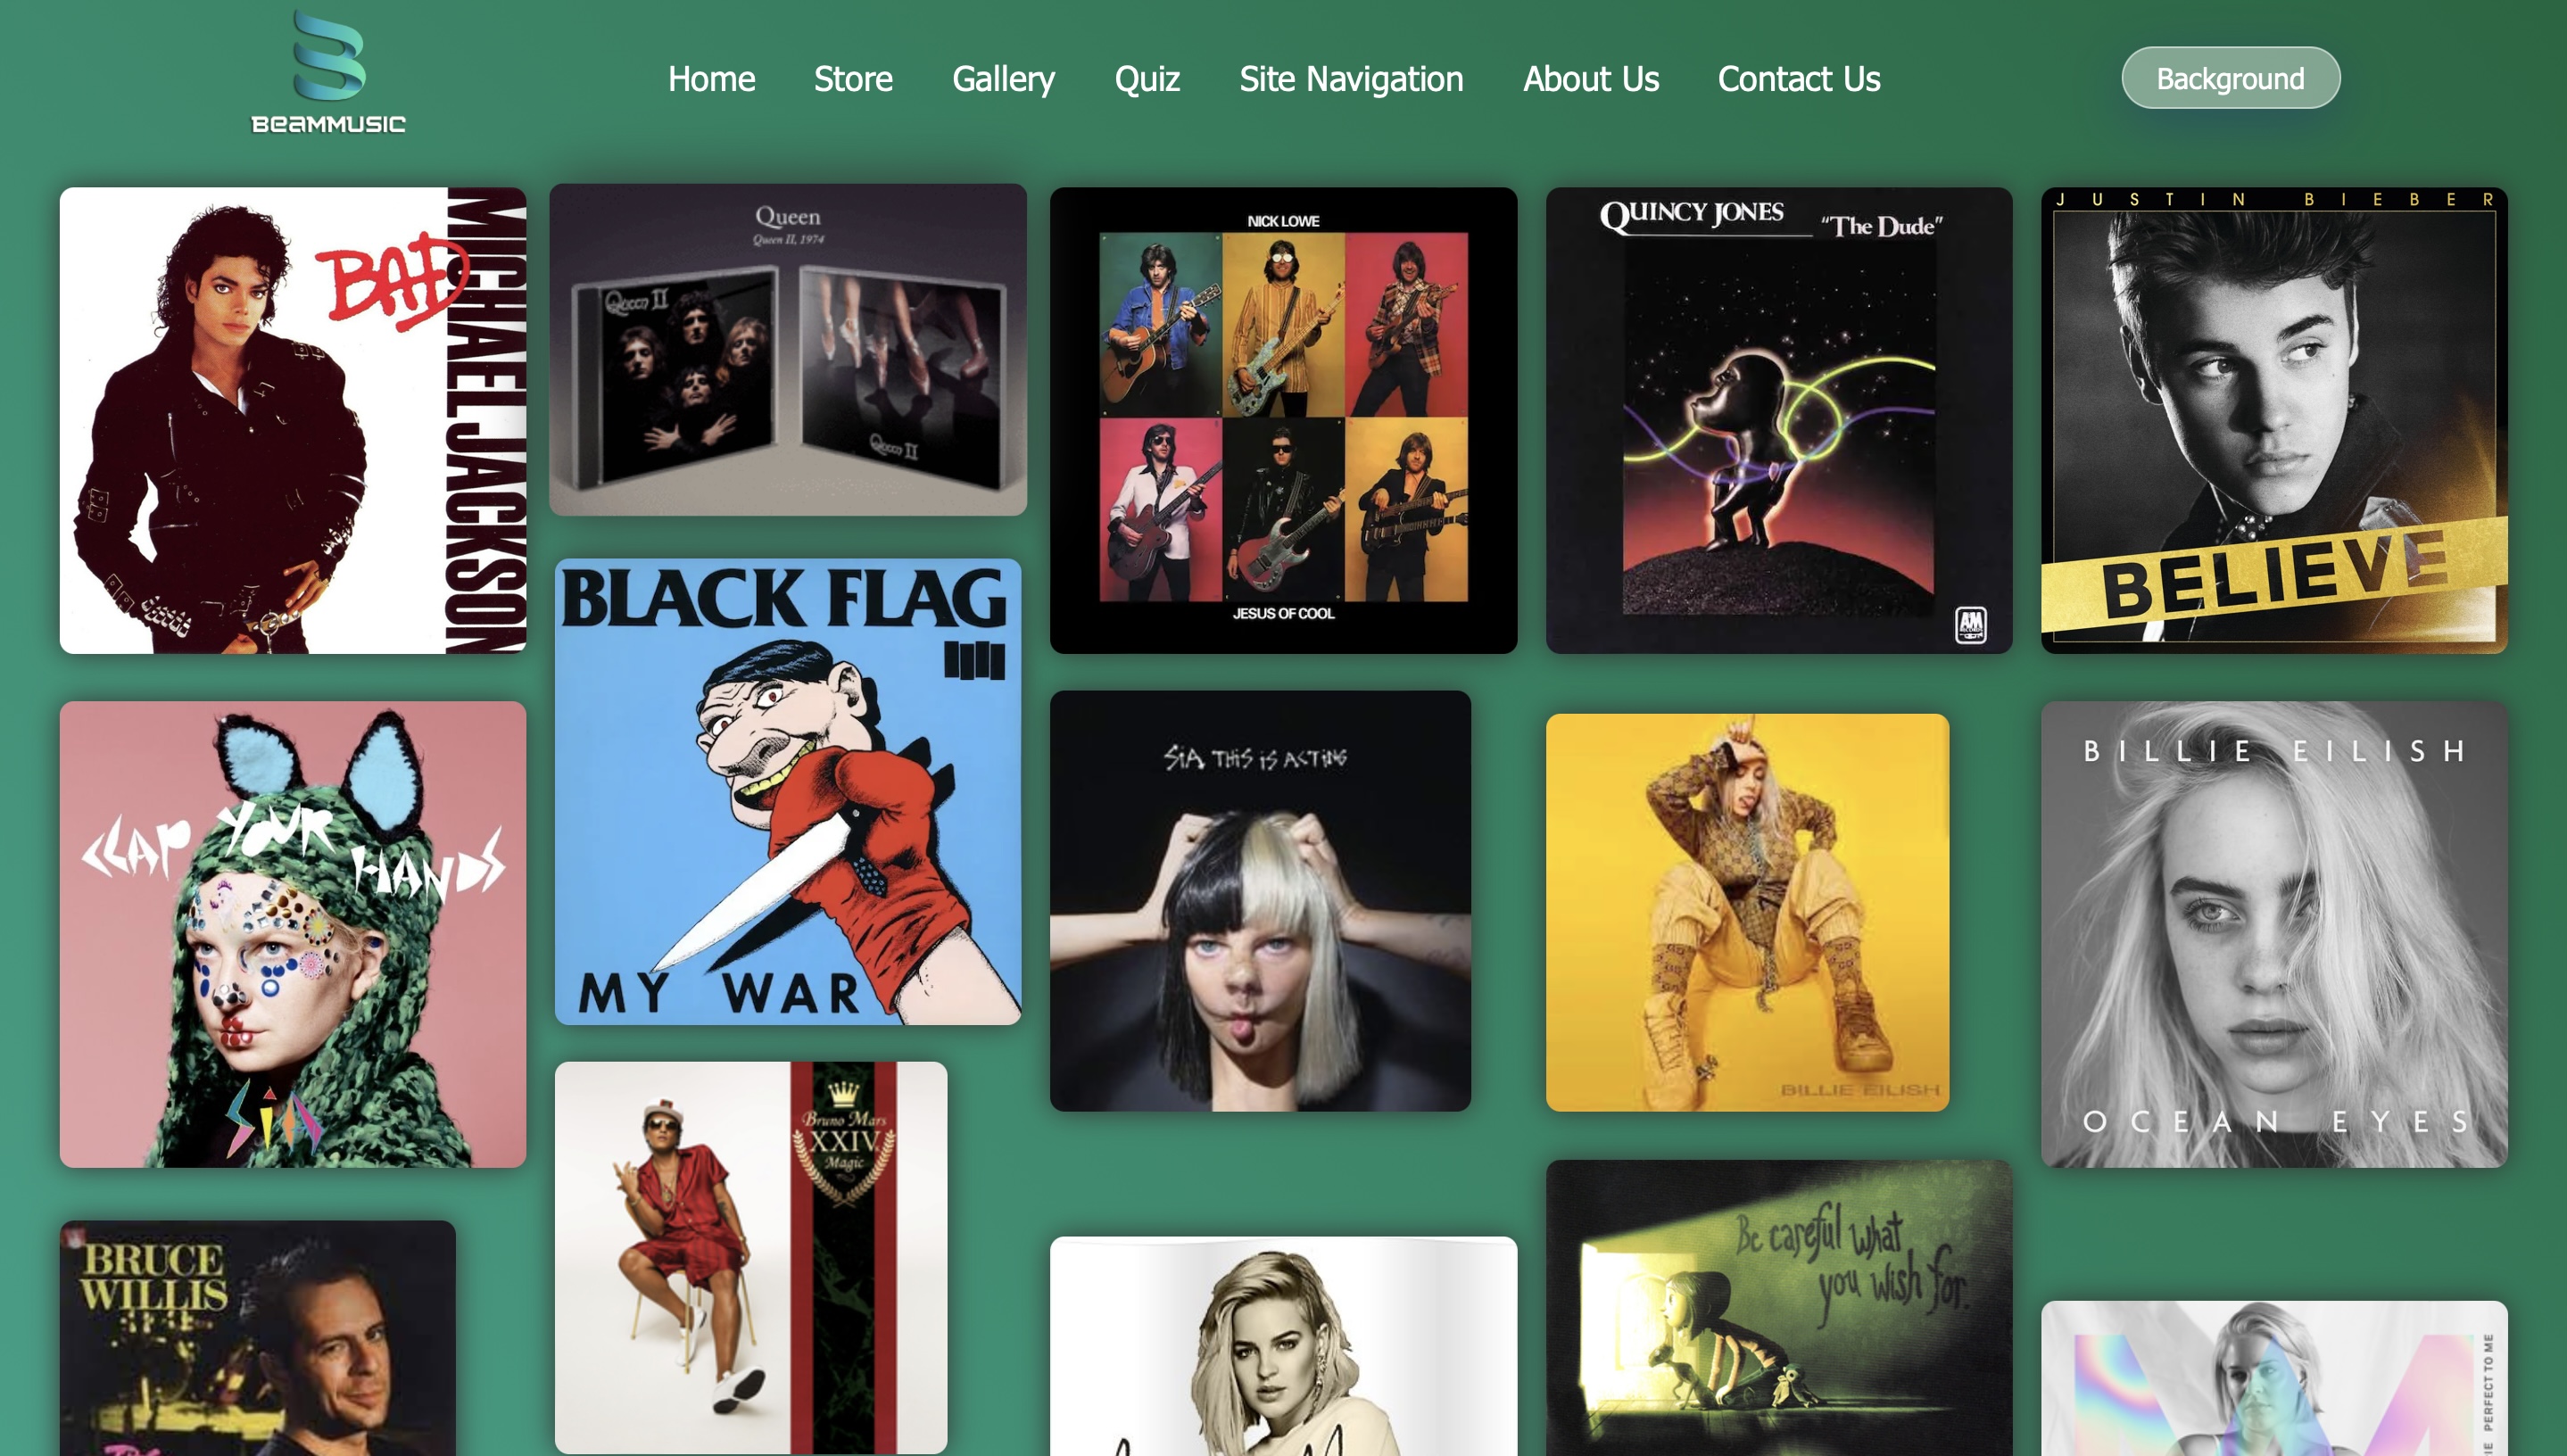 BEAMMUSIC
Home Store Gallery Quiz Site Navigation About Us Contact Us
Background
BAD
MICHAEL JACKSON
Queen
Queen II, 1974
Queen II
Queen II
NICK LOWE
JESUS OF COOL
QUINCY JONES "The Dude"
AM
RECORDS
JUSTIN BIEBER
BELIEVE
CLAP YOUR HANDS
SiA
BLACK FLAG
MY WAR
SiA THiS iS ACTiNG
BILLIE EILISH
BILLIE EILISH
OCEAN EYES
BRUCE
WILLIS
Bruno Mars
XXIV
Magic
Be careful what
you wish for.
PERFECT TO ME